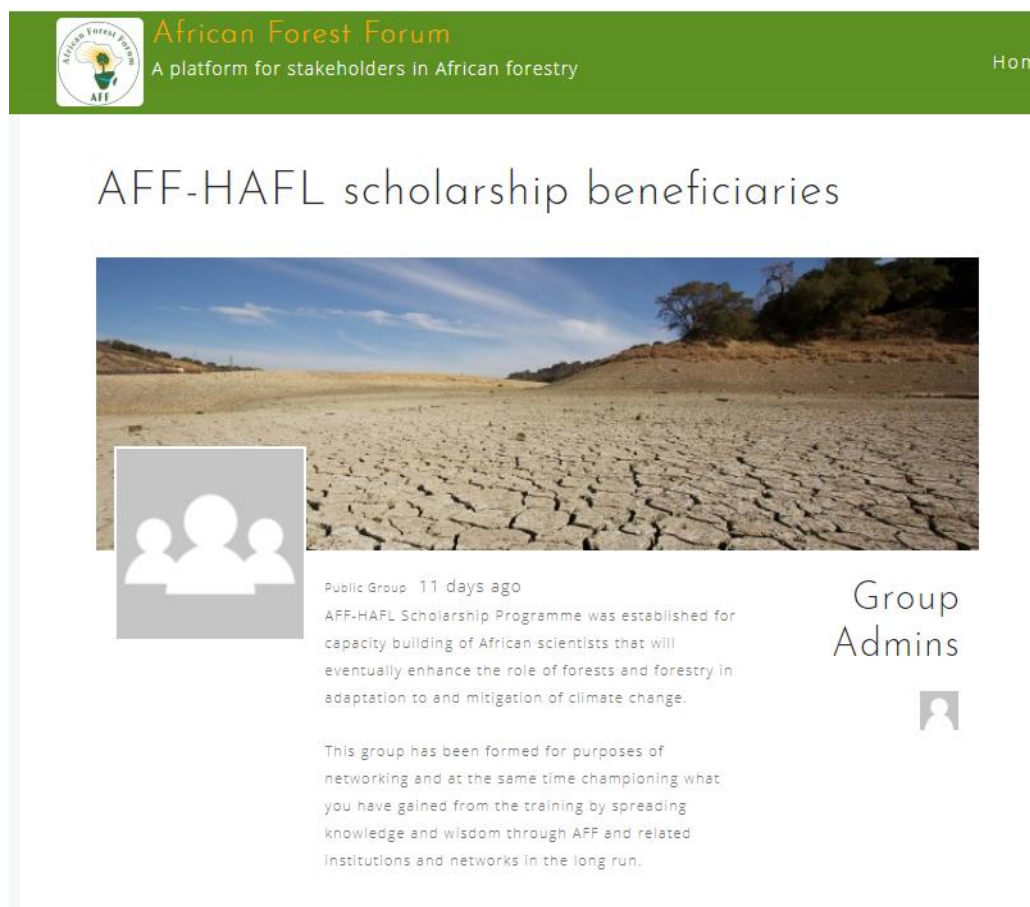 African Forest Forum
AFF
African Forest Forum
A platform for stakeholders in African forestry
AFF-HAFL scholarship beneficiaries
Public Group 11 days ago
AFF-HAFL Scholarship Programme was established for
capacity building of African scientists that will
eventually enhance the role of forests and forestry in
adaptation to and mitigation of climate change.
This group has been formed for purposes of
networking and at the same time championing what
you have gained from the training by spreading
knowledge and wisdom through AFF and related
institutions and networks in the long run.
Group
Admins